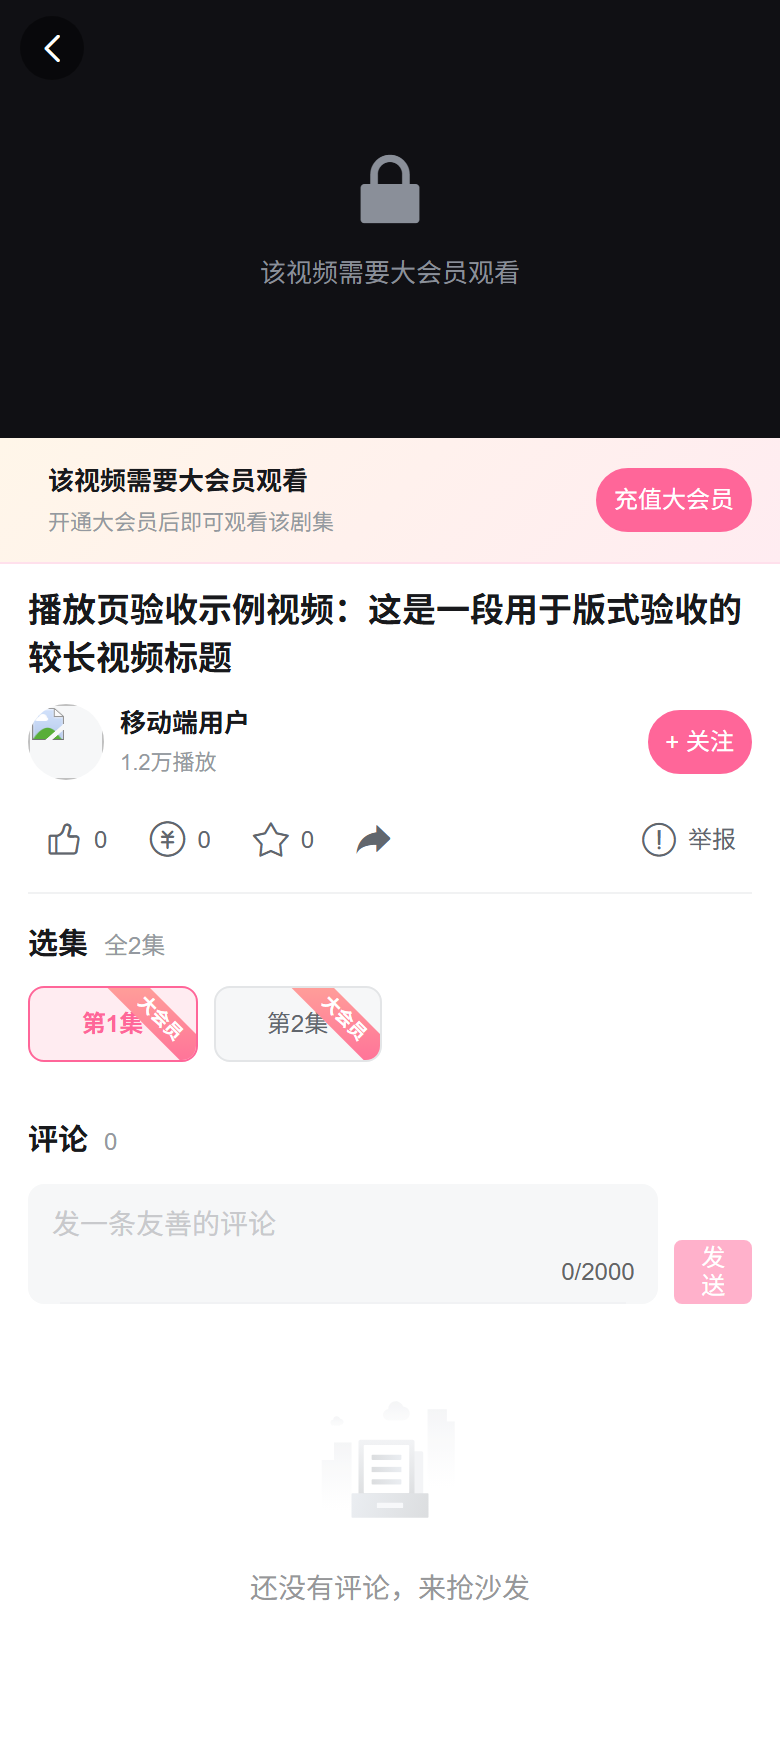 该视频需要大会员观看
该视频需要大会员观看
开通大会员后即可观看该剧集
充值大会员
播放页验收示例视频：这是一段用于版式验收的
较长视频标题
移动端用户
1.2万播放
+ 关注
0
0
0
举报
选集 全2集
第1集
大会员
第2集
大会员
评论 0
发一条友善的评论
0/2000
发
送
还没有评论，来抢沙发